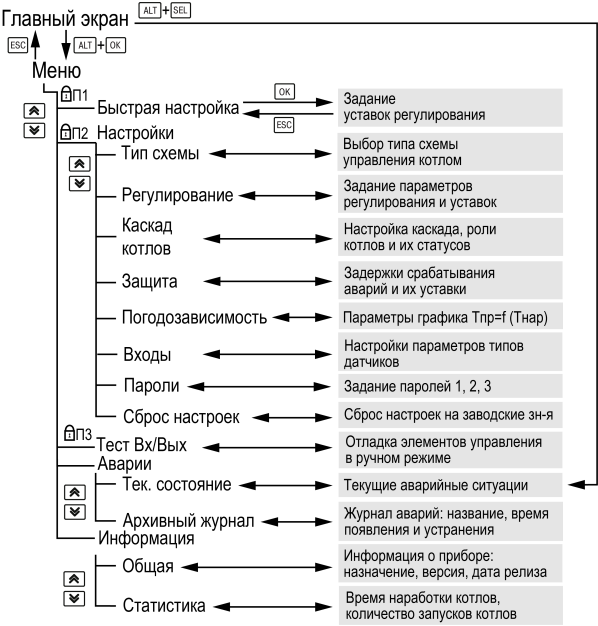 ALT+SEL
Главный экран
ESC ALT+OK
Меню
П1
Быстрая настройка
OK
ESC
Задание
уставок регулирования
П2 Настройки
Тип схемы
Выбор типа схемы
управления котлом
Регулирование
Задание параметров
регулирования и уставок
Каскад
котлов
Настройка каскада, роли
котлов и их статусов
Защита
Задержки срабатывания
аварий и их уставки
Погодозависимость
Параметры графика Тпр=f (Тнар)
Входы
Настройки параметров типов
датчиков
Пароли
Задание паролей 1, 2, 3
Сброс настроек
Сброс настроек на заводские зн-я
П3
Тест Вх/Вых
Отладка элементов управления
в ручном режиме
Аварии
Тек. состояние
Текущие аварийные ситуации
Архивный журнал
Журнал аварий: название, время
появления и устранения
Информация
Общая
Информация о приборе:
назначение, версия, дата релиза
Статистика
Время наработки котлов,
количество запусков котлов